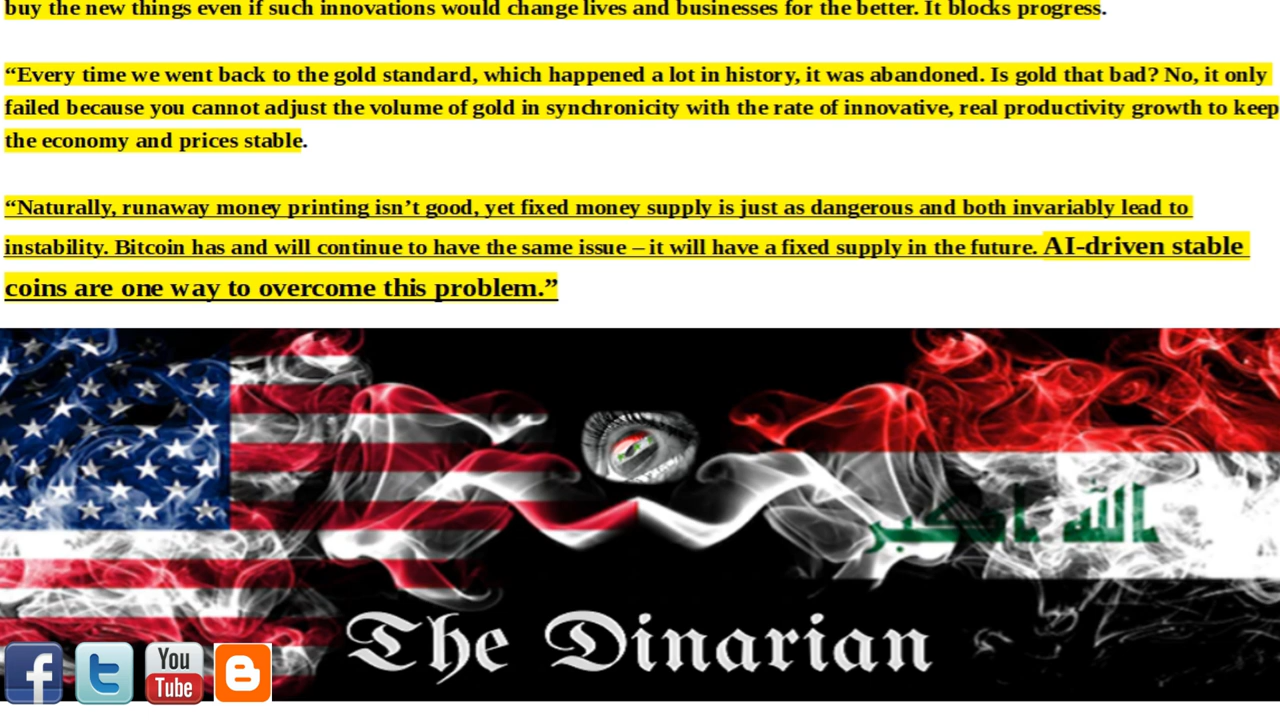 buy the new things even if such innovations would change lives and businesses for the better. It blocks progress.
“Every time we went back to the gold standard, which happened a lot in history, it was abandoned. Is gold that bad? No, it only
failed because you cannot adjust the volume of gold in synchronicity with the rate of innovative, real productivity growth to keep
the economy and prices stable.
“Naturally, runaway money printing isn’t good, yet fixed money supply is just as dangerous and both invariably lead to
instability. Bitcoin has and will continue to have the same issue – it will have a fixed supply in the future. AI-driven stable
coins are one way to overcome this problem.”
الله اكبر
The Dinarian
f t You Tube B